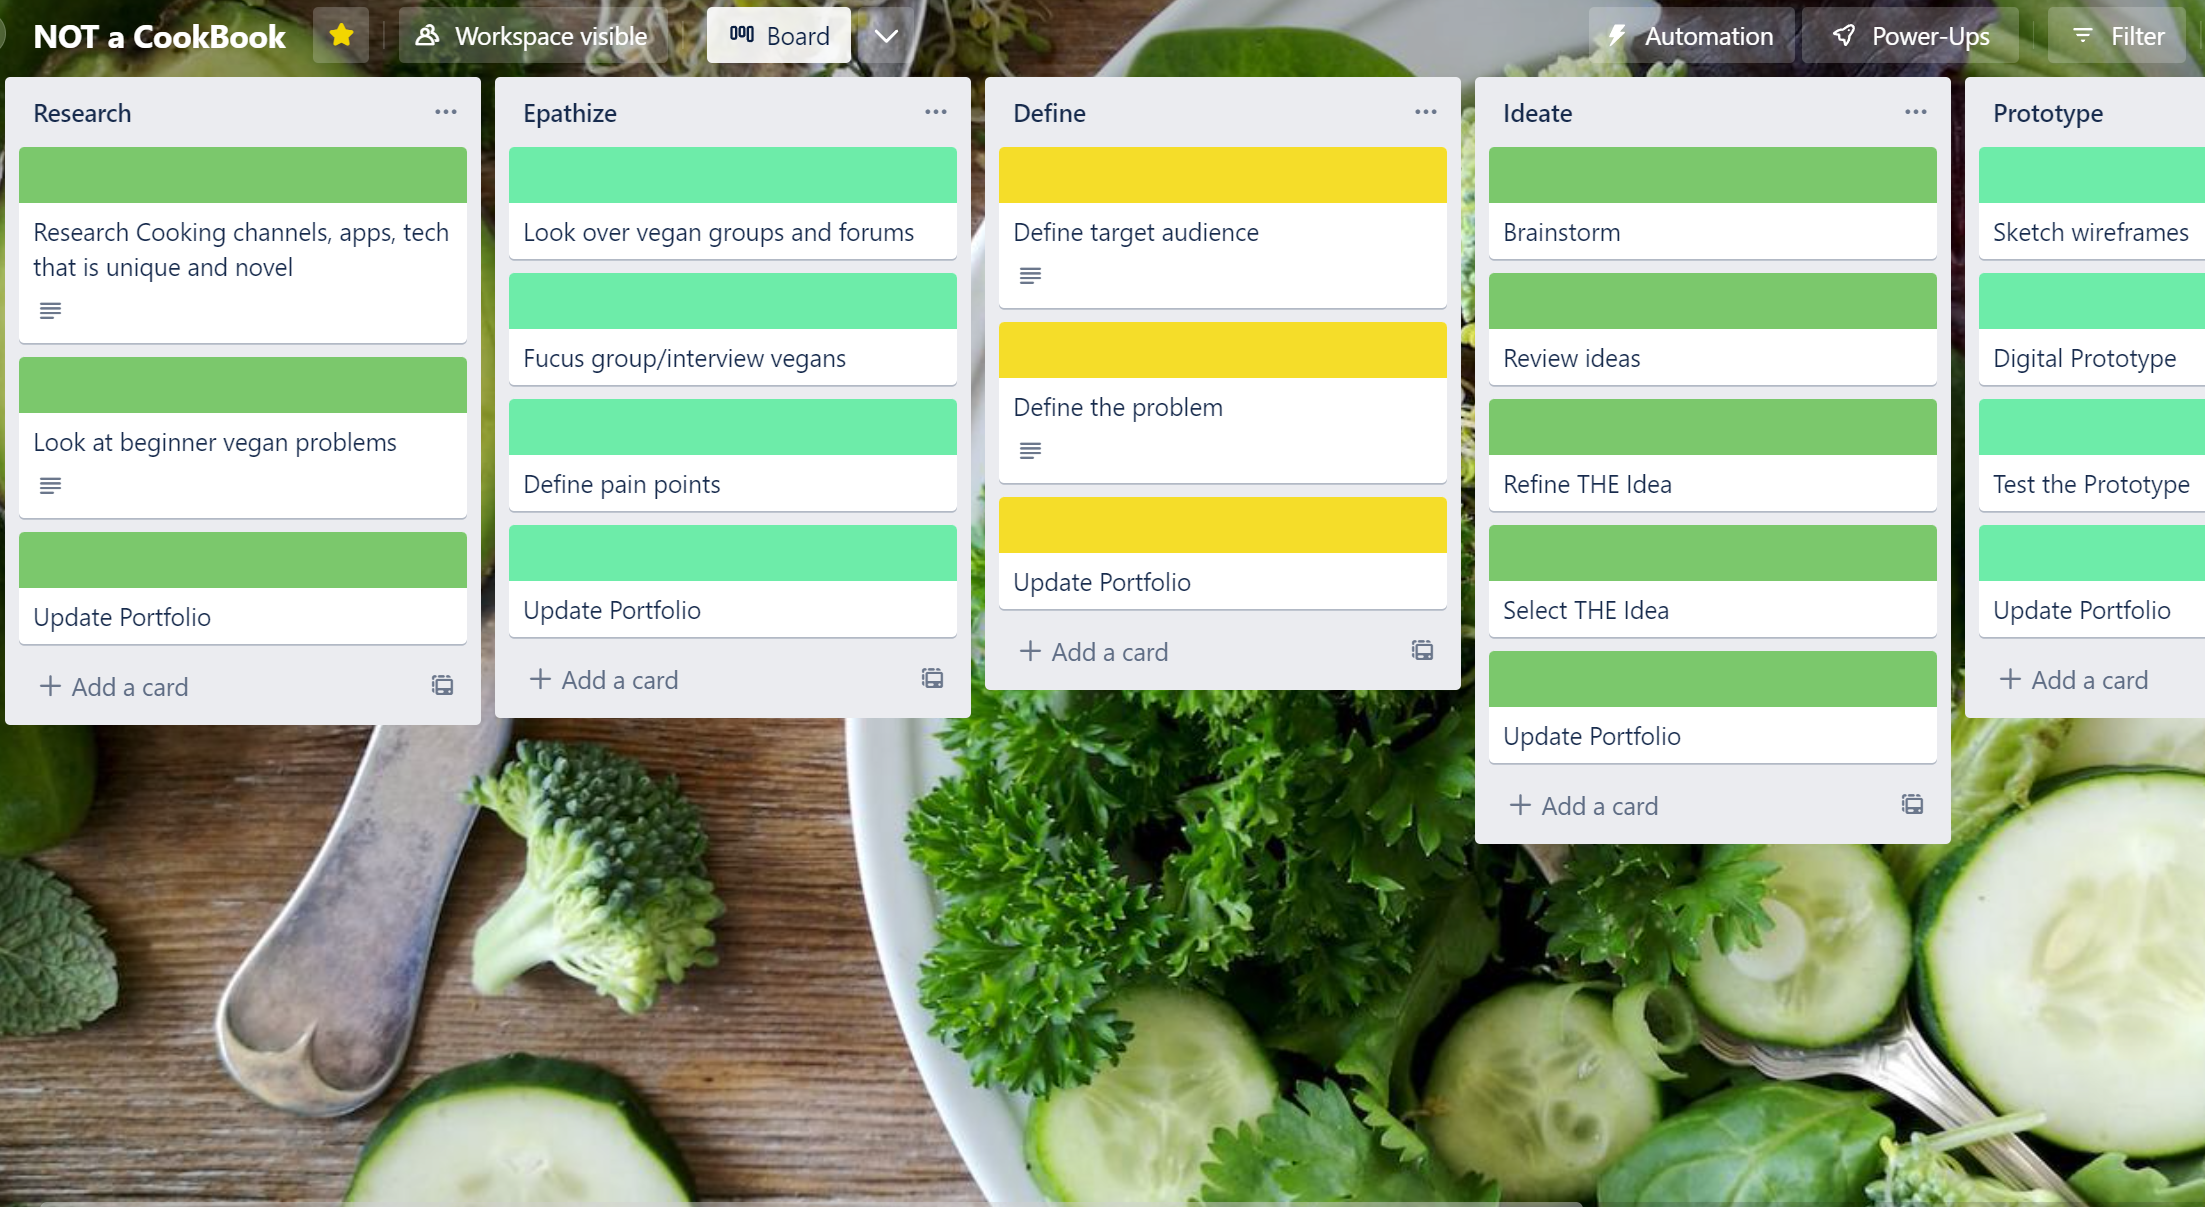 NOT a CookBook
Workspace visible
Board
Automation
Power-Ups
Filter
Research
Research Cooking channels, apps, tech
that is unique and novel
Look at beginner vegan problems
Update Portfolio
Add a card
Epathize
Look over vegan groups and forums
Fucus group/interview vegans
Define pain points
Update Portfolio
Add a card
Define
Define target audience
Define the problem
Update Portfolio
Add a card
Ideate
Brainstorm
Review ideas
Refine THE Idea
Select THE Idea
Update Portfolio
Add a card
Prototype
Sketch wireframes
Digital Prototype
Test the Prototype
Update Portfolio
Add a card